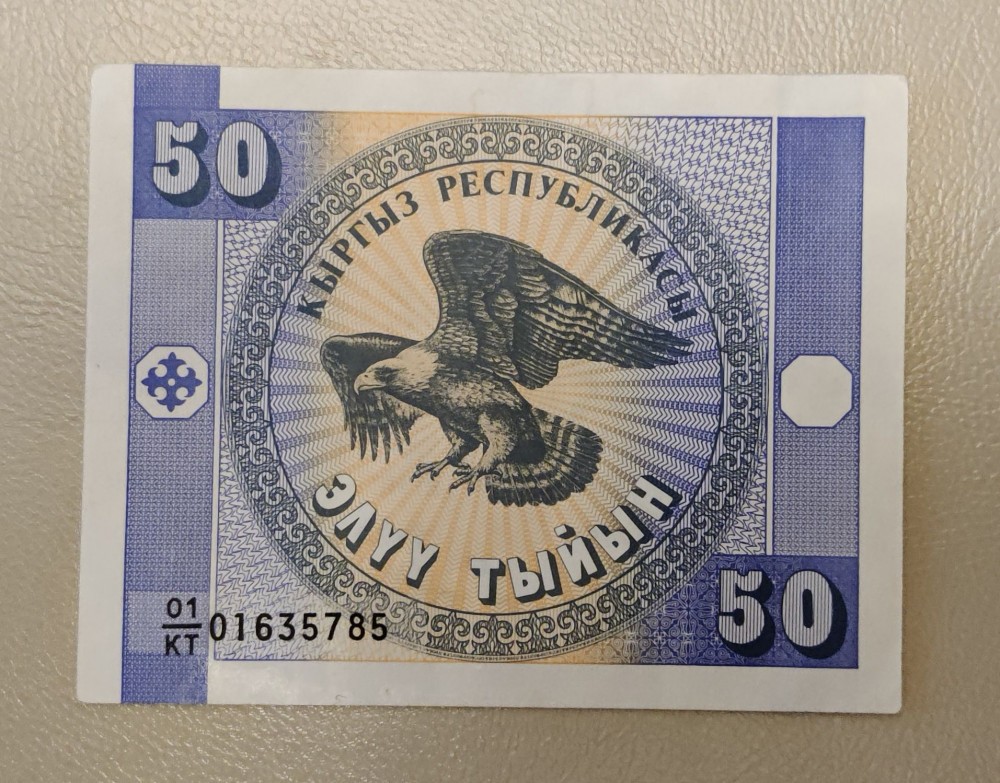 50
КЫРГЫЗ РЕСПУБЛИКАСЫ
ЭЛҮҮ ТЫЙЫН
01
КТ 01635785
50